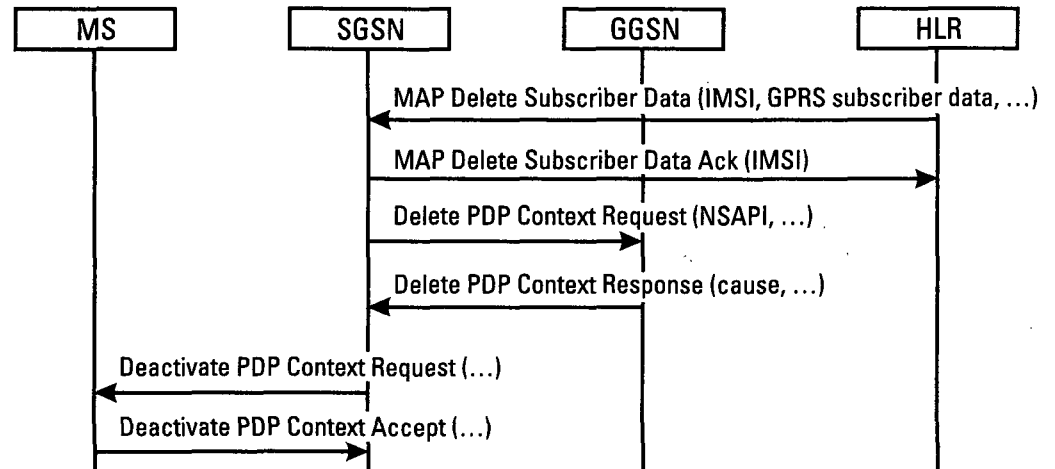 MS
SGSN
GGSN
HLR
MAP Delete Subscriber Data (IMSI, GPRS subscriber data, ...)
MAP Delete Subscriber Data Ack (IMSI)
Delete PDP Context Request (NSAPI, ...)
Delete PDP Context Response (cause, ...)
Deactivate PDP Context Request (...)
Deactivate PDP Context Accept (...)